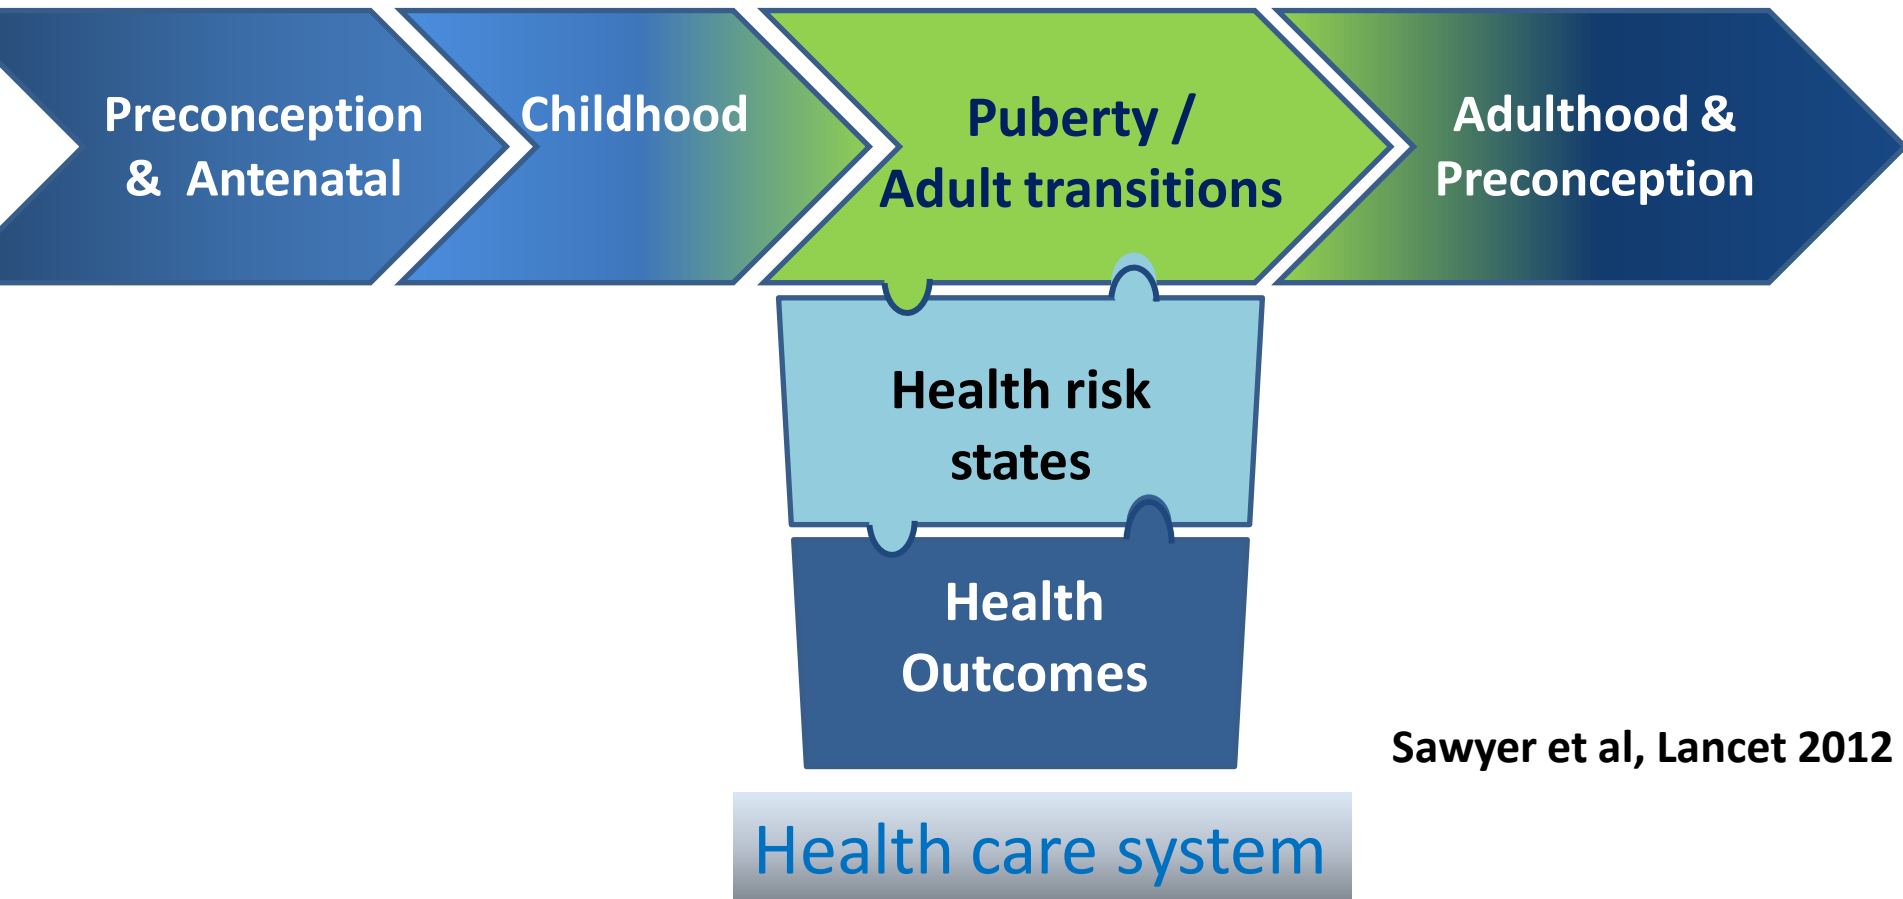 Preconception
& Antenatal
Childhood
Puberty /
Adult transitions
Adulthood &
Preconception
Health risk
states
Health
Outcomes
Sawyer et al, Lancet 2012
Health care system